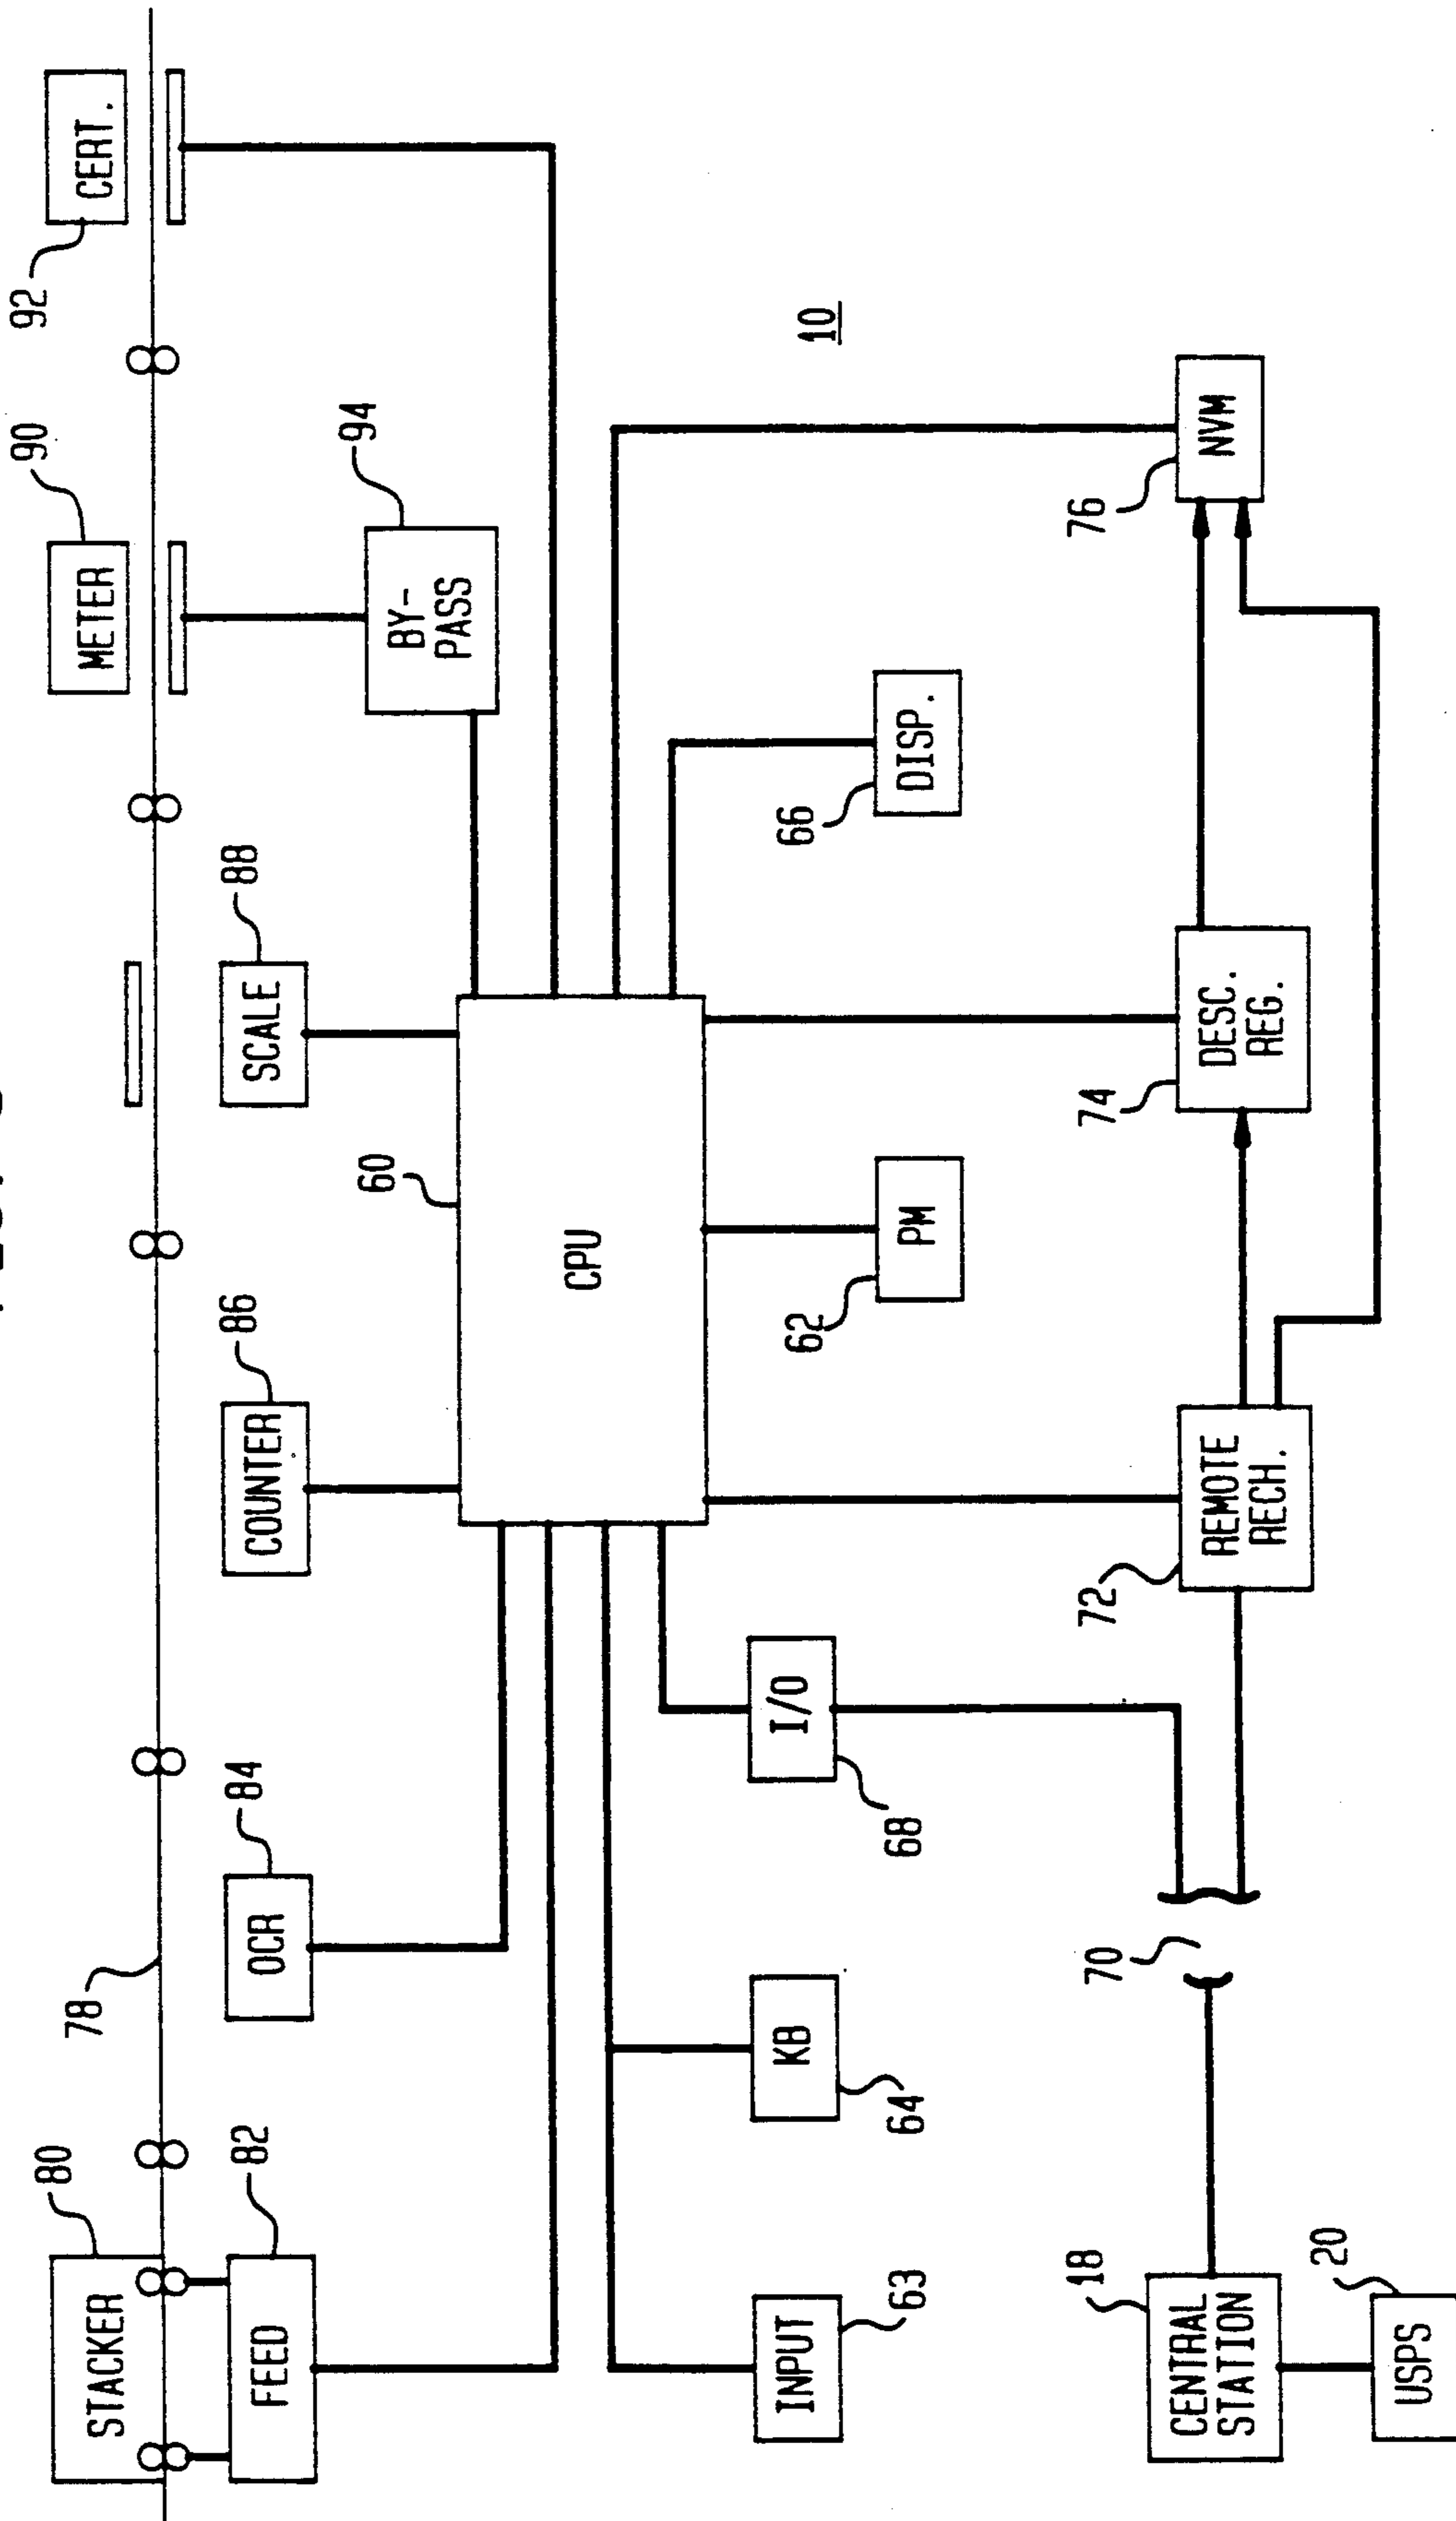 80
STACKER
82
FEED
78
84
OCR
86
COUNTER
88
SCALE
90
METER
92
CERT.
94
BY-
PASS
60
CPU
10
63
INPUT
64
KB
68
I/O
62
PM
66
DISP.
18
CENTRAL
STATION
20
USPS
70
72
REMOTE
RECH.
74
DESC.
REG.
76
NVM